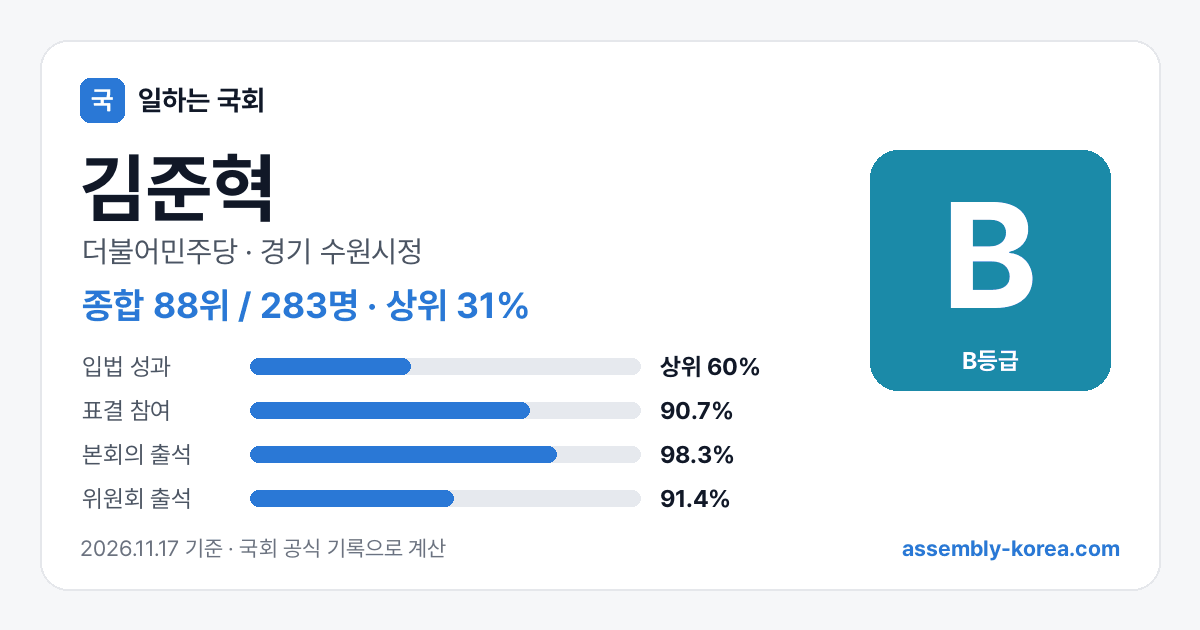 국 일하는 국회
김준혁
더불어민주당 · 경기 수원시정
종합 88위 / 283명 · 상위 31%
B
B등급
입법 성과 상위 60%
표결 참여 90.7%
본회의 출석 98.3%
위원회 출석 91.4%
2026.11.17 기준 · 국회 공식 기록으로 계산
assembly-korea.com